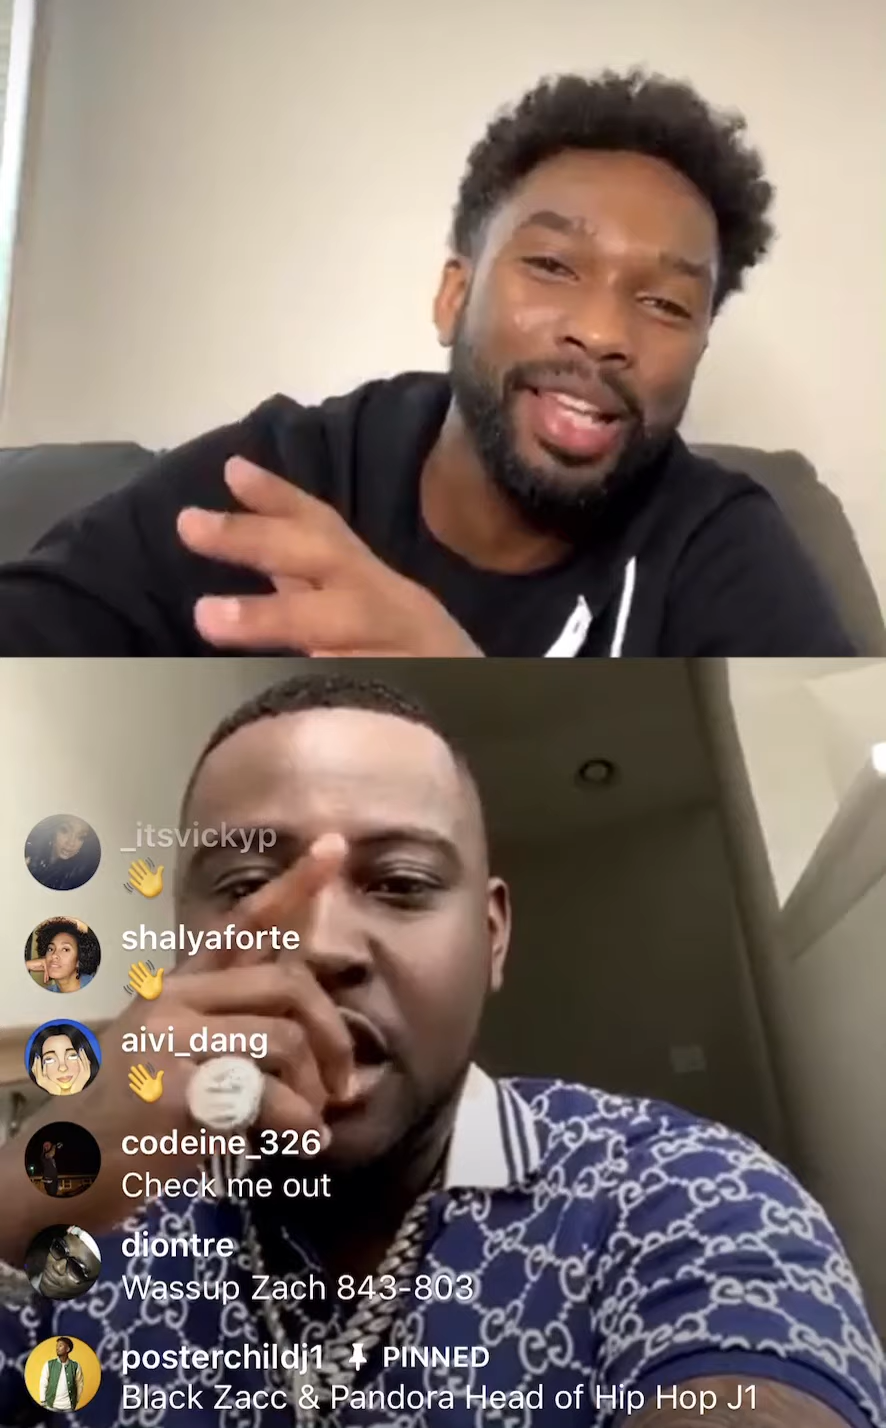 _itsvickyp
👋
shalyaforte
👋
aivi_dang
👋
codeine_326
Check me out
diontre
Wassup Zach 843-803
posterchildj1 📌 PINNED
Black Zacc & Pandora Head of Hip Hop J1